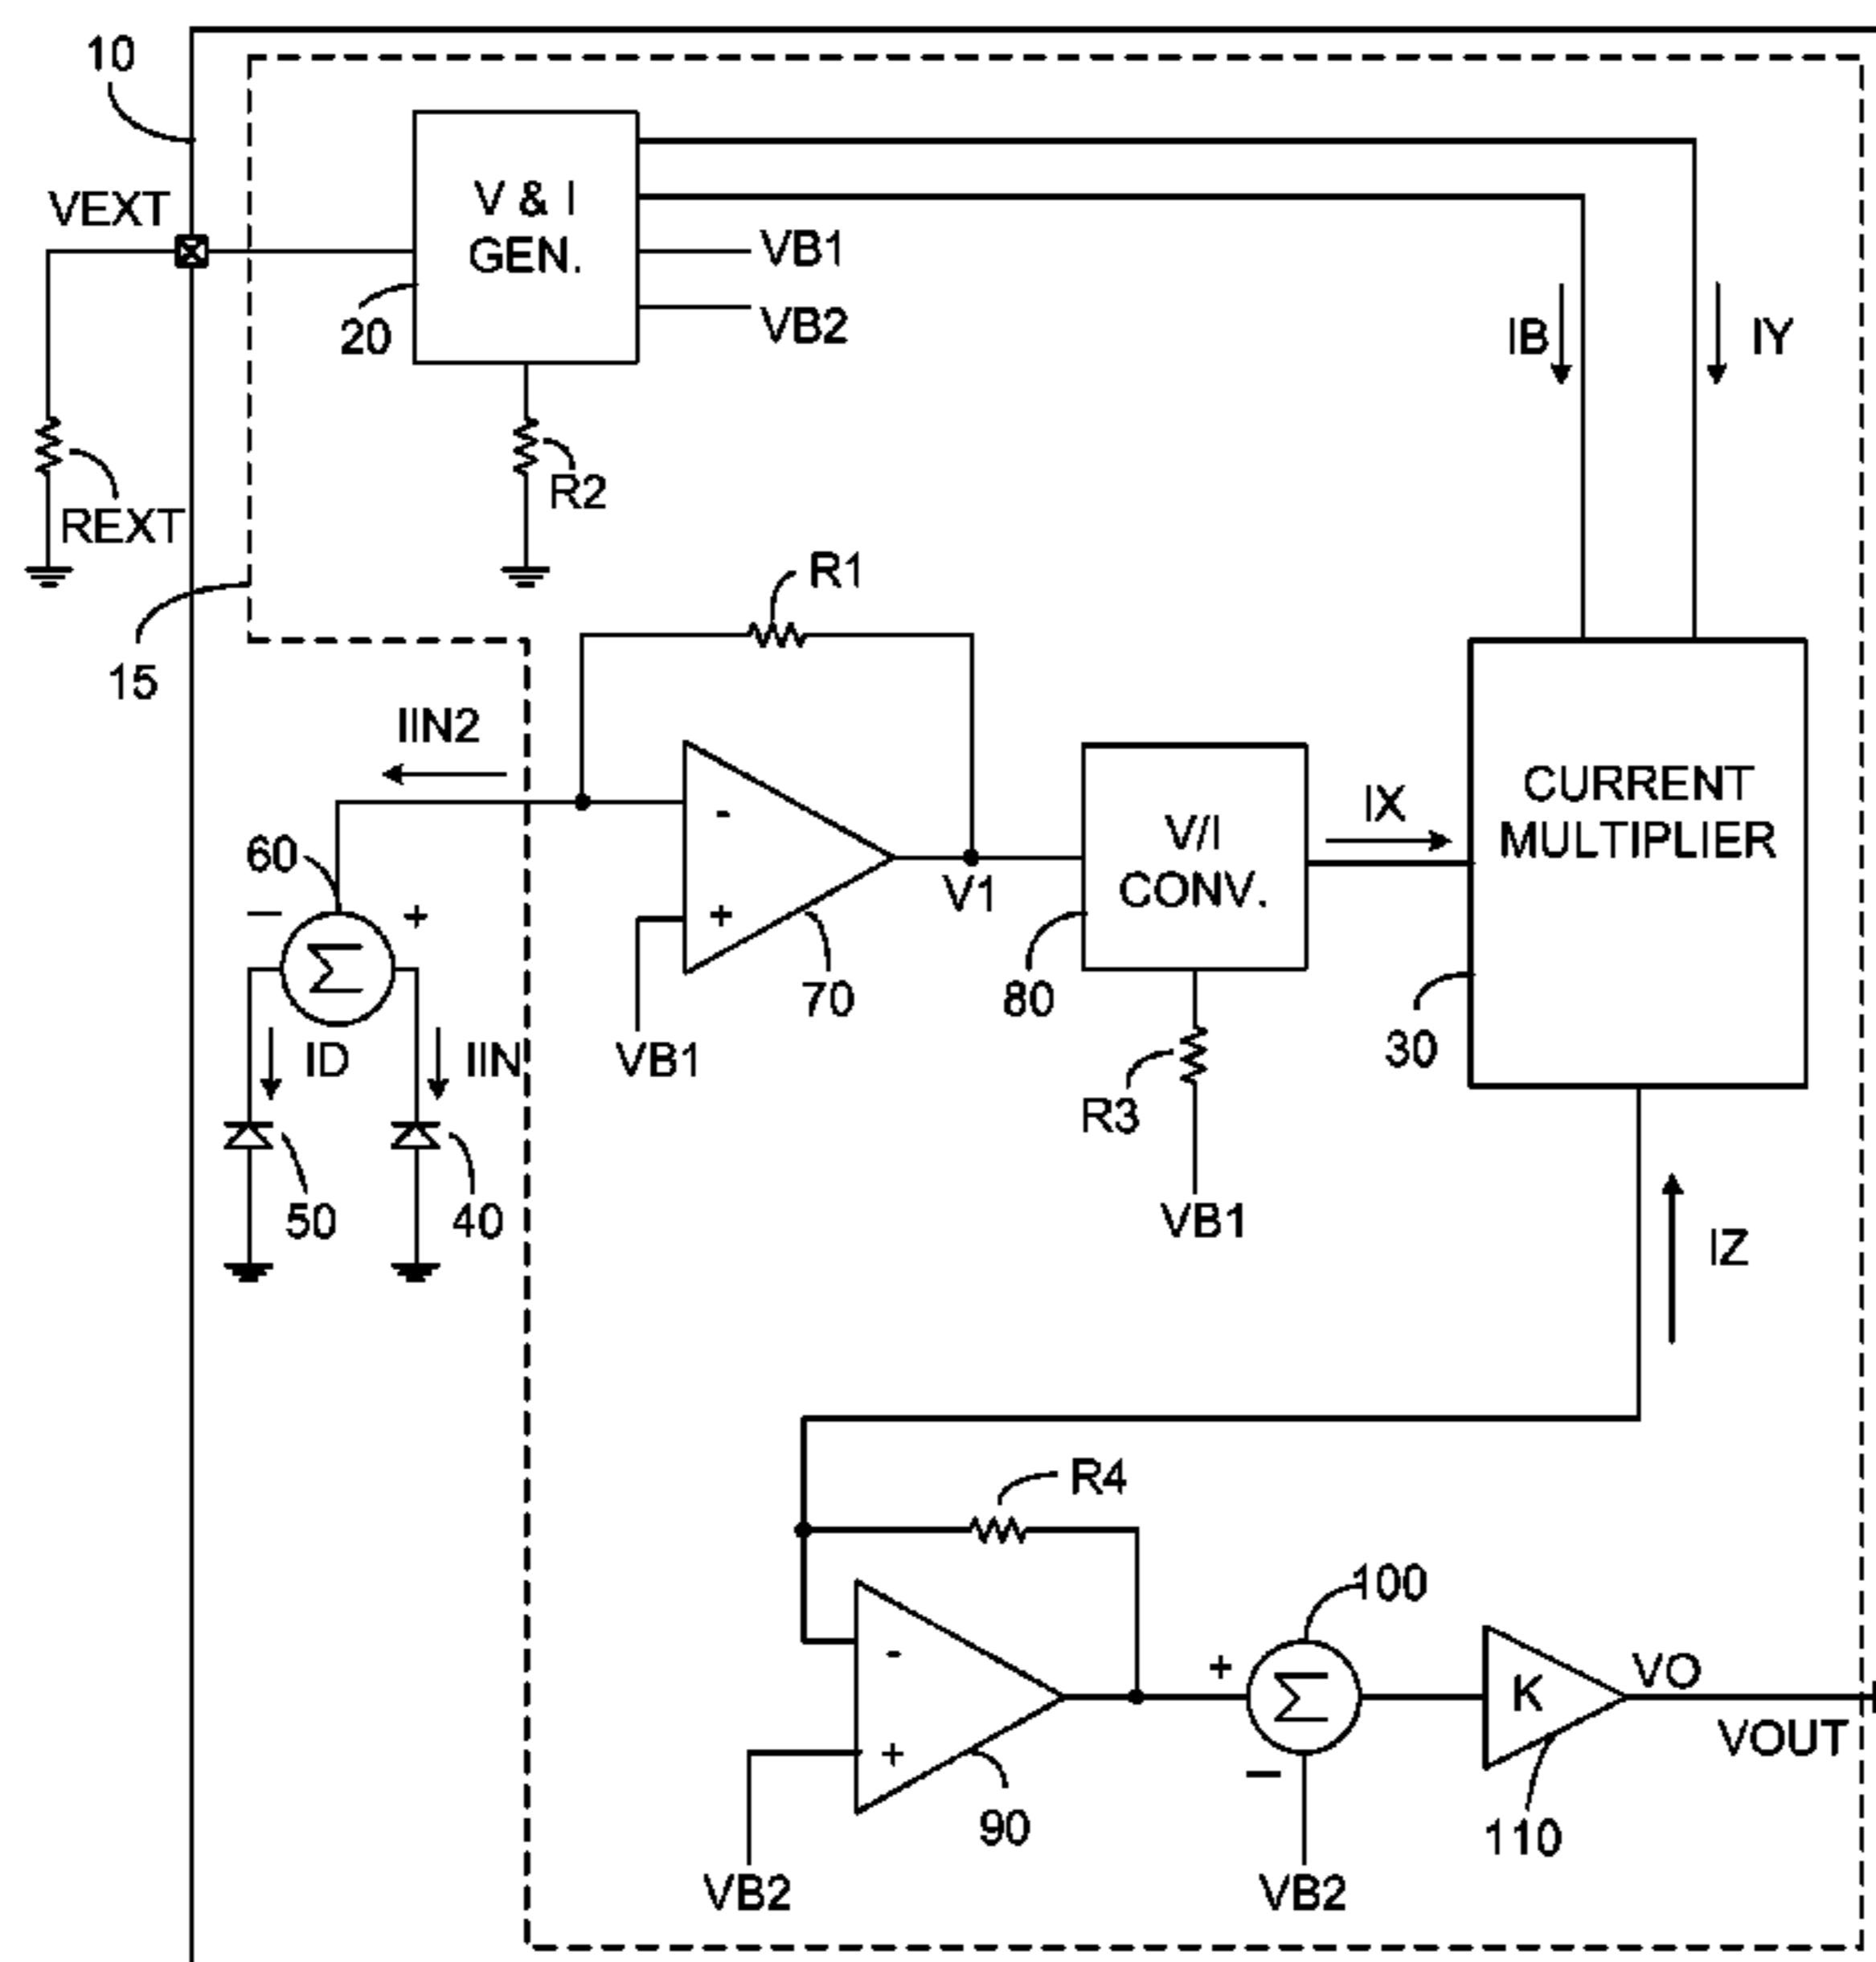 10
VEXT
V & I
GEN.
VB1
VB2
20
IB
IY
REXT
R2
R1
15
IIN2
60
-
+
V1
V/I
CONV.
IX
CURRENT
MULTIPLIER
— +
Σ
70
80
30
ID
IIN
VB1
R3
50
40
VB1
IZ
R4
100
-
+
+
Σ
—
K
VO
VOUT
90
110
VB2
VB2